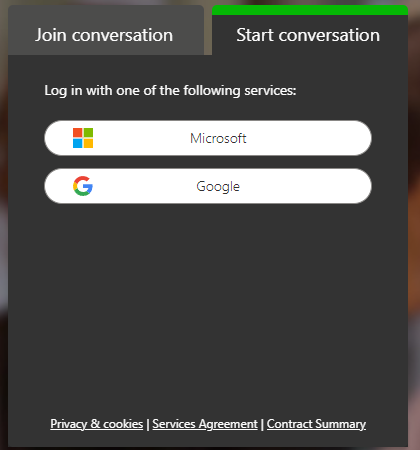 Join conversation
Start conversation
Log in with one of the following services:
Microsoft
Google
Privacy & cookies | Services Agreement | Contract Summary